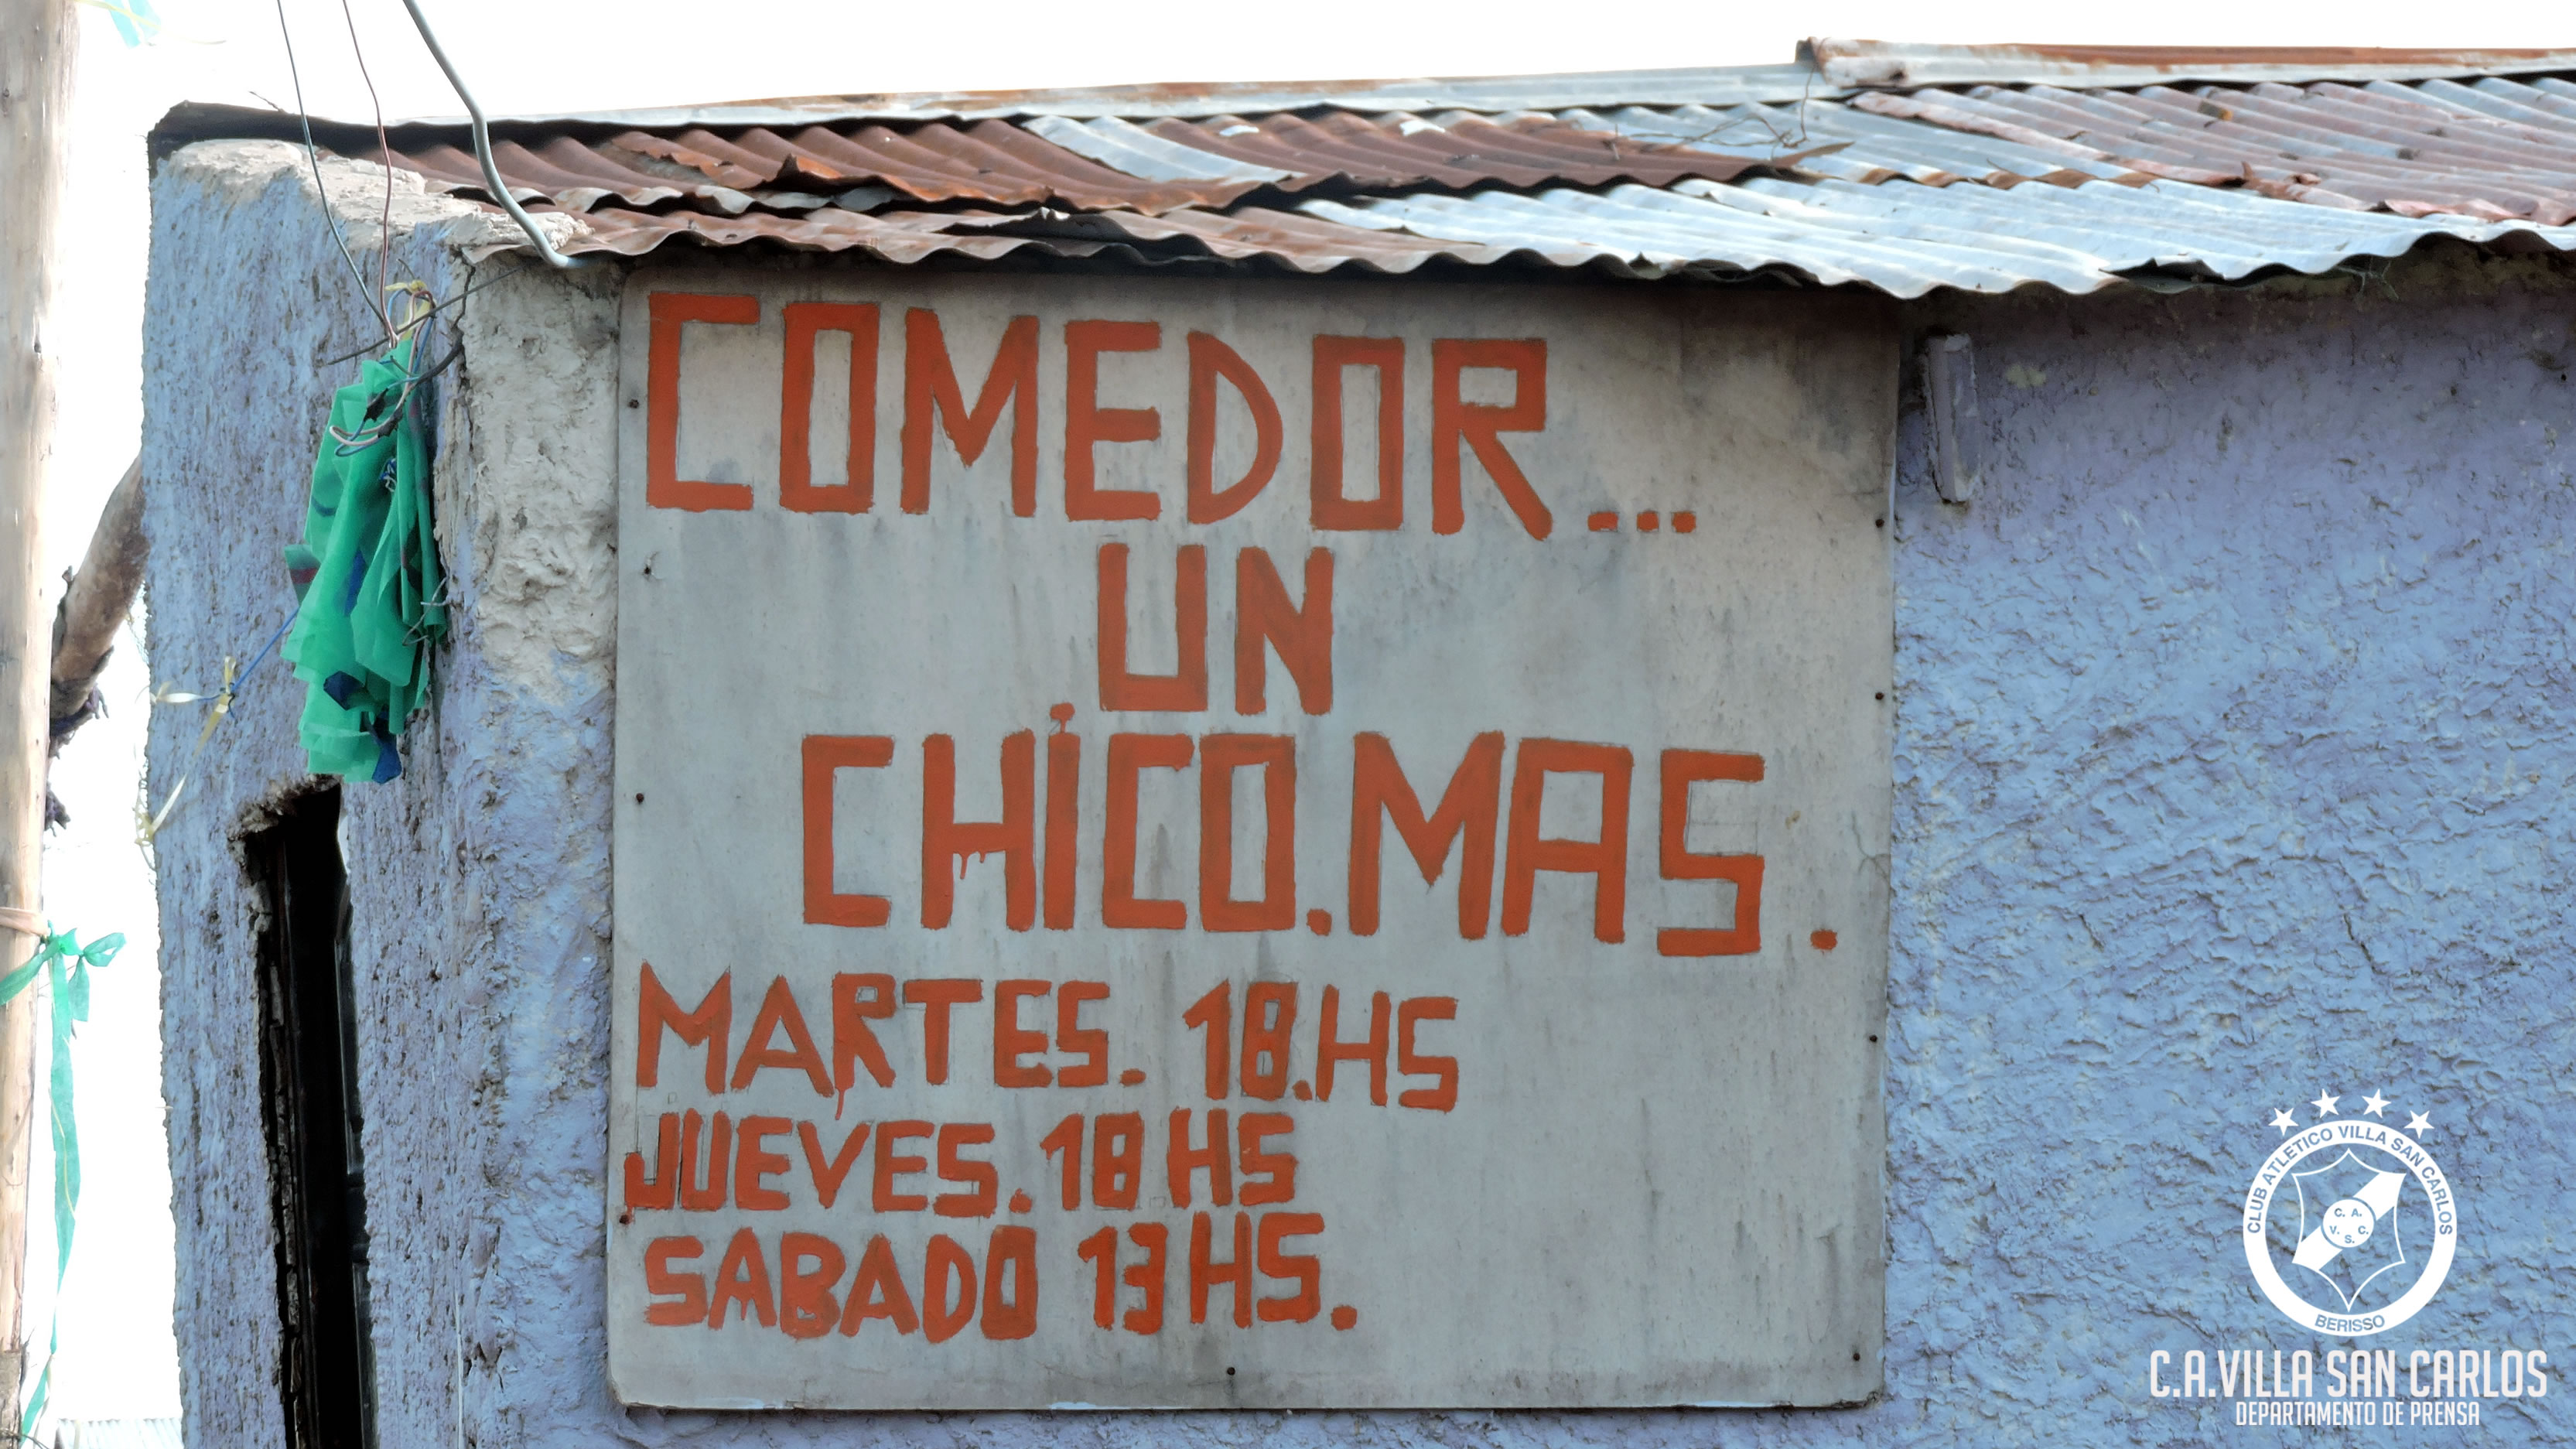 COMEDOR...
UN
CHICO.MAS.
MARTES. 18.HS
JUEVES.18 HS
SABADO 13 HS.
CLUB ATLETICO VILLA SAN CARLOS
C. A.
V. S. C.
BERISSO
C.A.VILLA SAN CARLOS
DEPARTAMENTO DE PRENSA